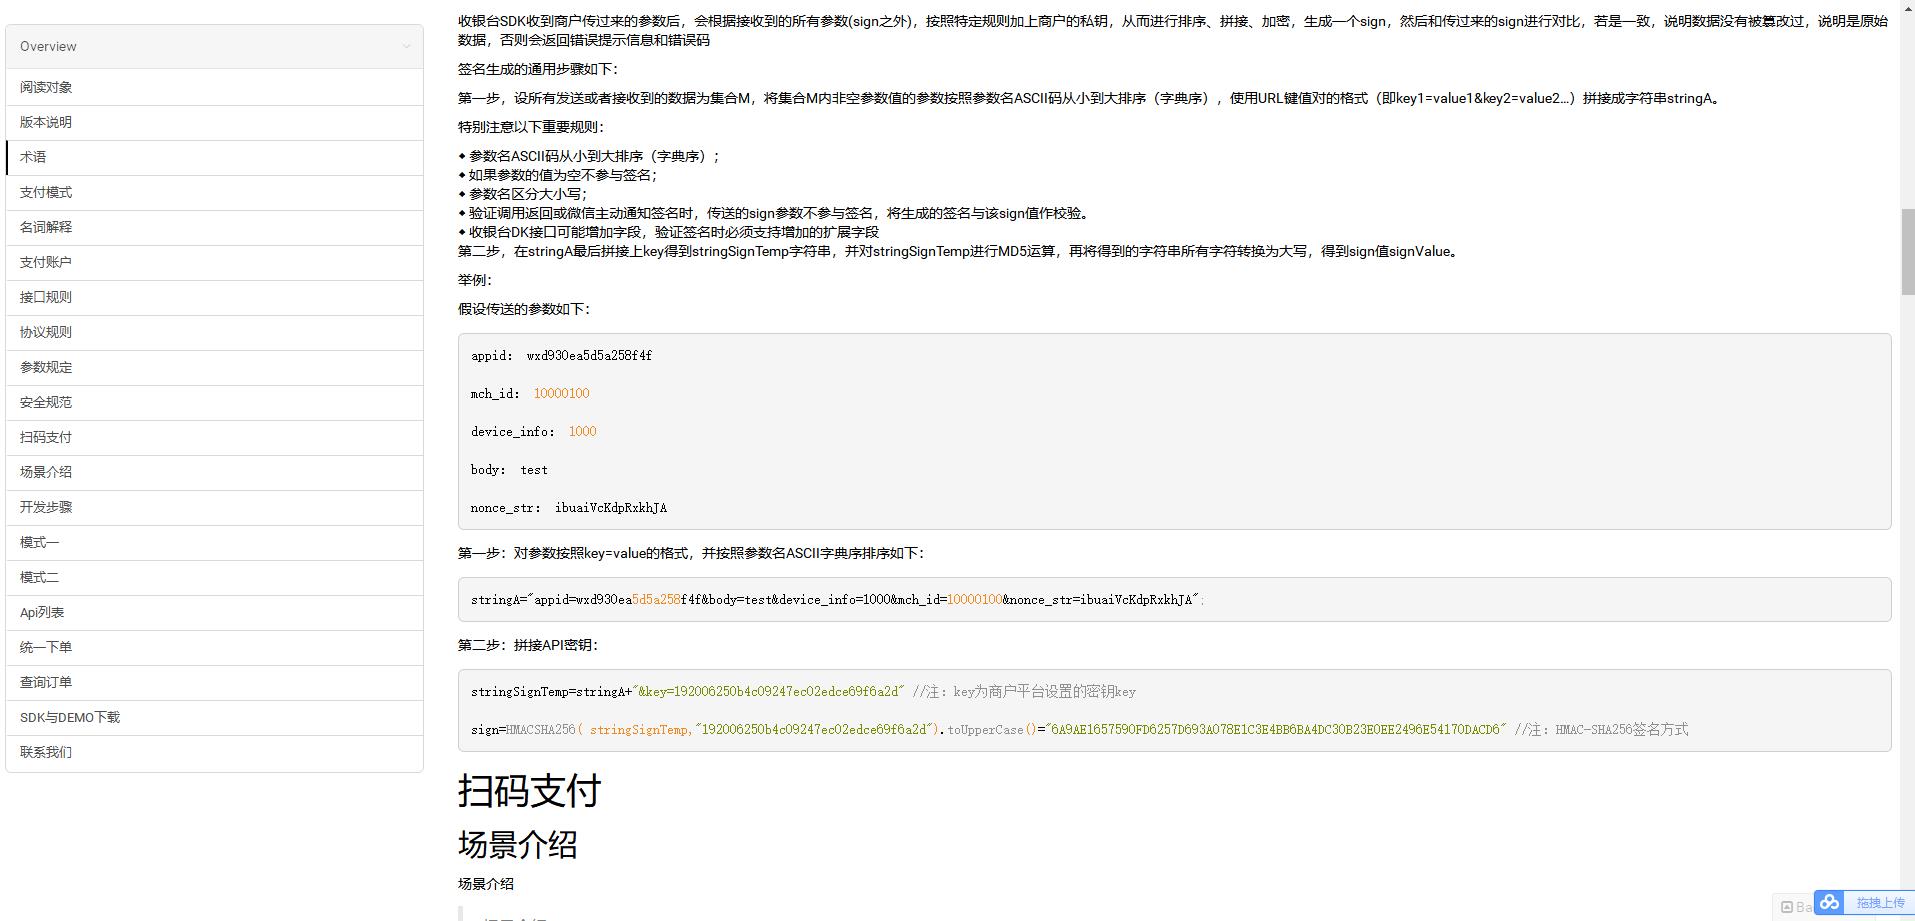 Overview
阅读对象
版本说明
术语
支付模式
名词解释
支付账户
接口规则
协议规则
参数规定
安全规范
扫码支付
场景介绍
开发步骤
模式一
模式二
Api列表
统一下单
查询订单
SDK与DEMO下载
联系我们
收银台SDK收到商户传过来的参数后，会根据接收到的所有参数(sign之外)，按照特定规则加上商户的私钥，从而进行排序、拼接、加密，生成一个sign，然后和传过来的sign进行对比，若是一致，说明数据没有被篡改过，说明是原始
数据，否则会返回错误提示信息和错误码
签名生成的通用步骤如下：
第一步，设所有发送或者接收到的数据为集合M，将集合M内非空参数值的参数按照参数名ASCII码从小到大排序（字典序），使用URL键值对的格式（即key1=value1&key2=value2…）拼接成字符串stringA。
特别注意以下重要规则：
◆ 参数名ASCII码从小到大排序（字典序）；
◆ 如果参数的值为空不参与签名；
◆ 参数名区分大小写；
◆ 验证调用返回或微信主动通知签名时，传送的sign参数不参与签名，将生成的签名与该sign值作校验。
◆ 收银台DK接口可能增加字段，验证签名时必须支持增加的扩展字段
第二步，在stringA最后拼接上key得到stringSignTemp字符串，并对stringSignTemp进行MD5运算，再将得到的字符串所有字符转换为大写，得到sign值signValue。
举例：
假设传送的参数如下：
appid： wxd930ea5d5a258f4f
mch_id： 10000100
device_info： 1000
body： test
nonce_str： ibuaiVcKdpRxkhJA
第一步：对参数按照key=value的格式，并按照参数名ASCII字典序排序如下：
stringA="appid=wxd930ea5d5a258f4f&body=test&device_info=1000&mch_id=10000100&nonce_str=ibuaiVcKdpRxkhJA";
第二步：拼接API密钥：
stringSignTemp=stringA+"&key=192006250b4c09247ec02edce69f6a2d" //注：key为商户平台设置的密钥key
sign=HMACSHA256( stringSignTemp,"192006250b4c09247ec02edce69f6a2d").toUpperCase()="6A9AE1657590FD6257D693A078E1C3E4BB6BA4DC30B23E0EE2496E54170DACD6" //注：HMAC-SHA256签名方式
扫码支付
场景介绍
场景介绍
Ba
拖拽上传